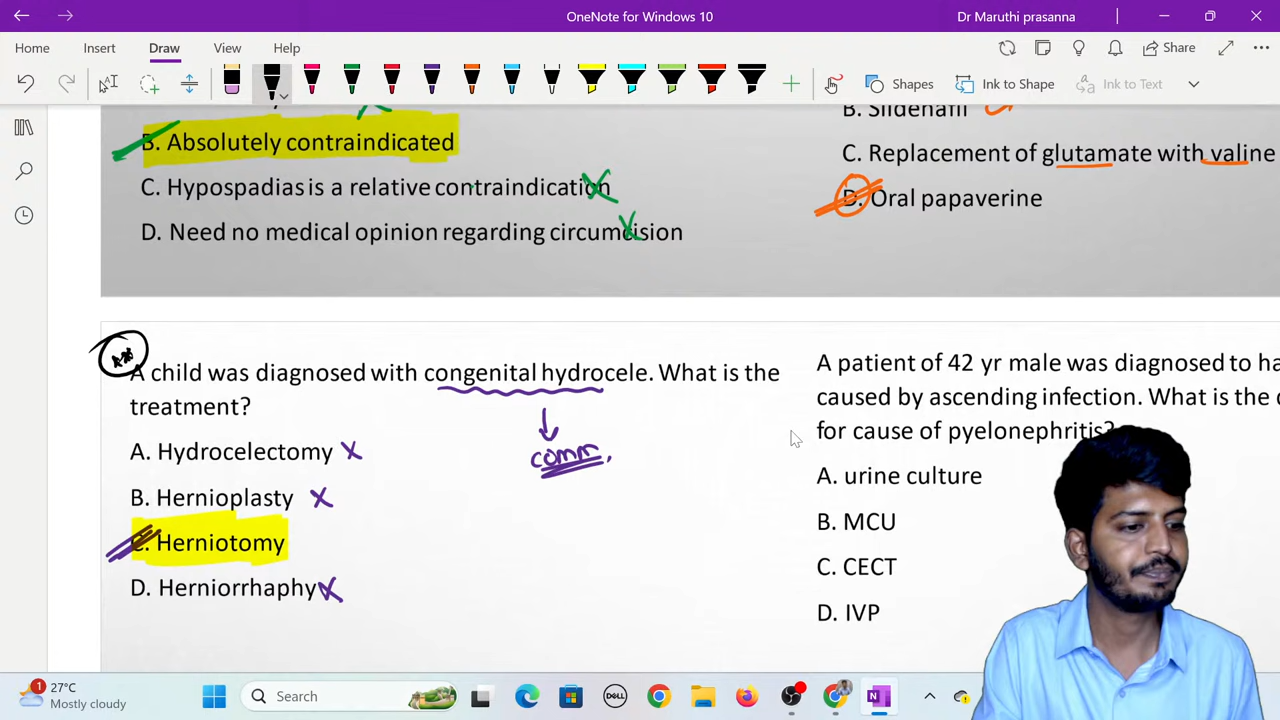 OneNote for Windows 10
Dr Maruthi prasanna
Home
Insert
Draw
View
Help
Share
Shapes
Ink to Shape
Ink to Text
B. Absolutely contraindicated
C. Hypospadias is a relative contraindication
D. Need no medical opinion regarding circumcision
B. Sildenafil
C. Replacement of glutamate with valine
D. Oral papaverine
A child was diagnosed with congenital hydrocele. What is the
treatment?
A. Hydrocelectomy X
B. Hernioplasty X
C. Herniotomy
D. Herniorrhaphy X
comm.
A patient of 42 yr male was diagnosed to ha
caused by ascending infection. What is the
for cause of pyelonephritis?
A. urine culture
B. MCU
C. CECT
D. IVP
1
27°C
Mostly cloudy
Search
DELL
N